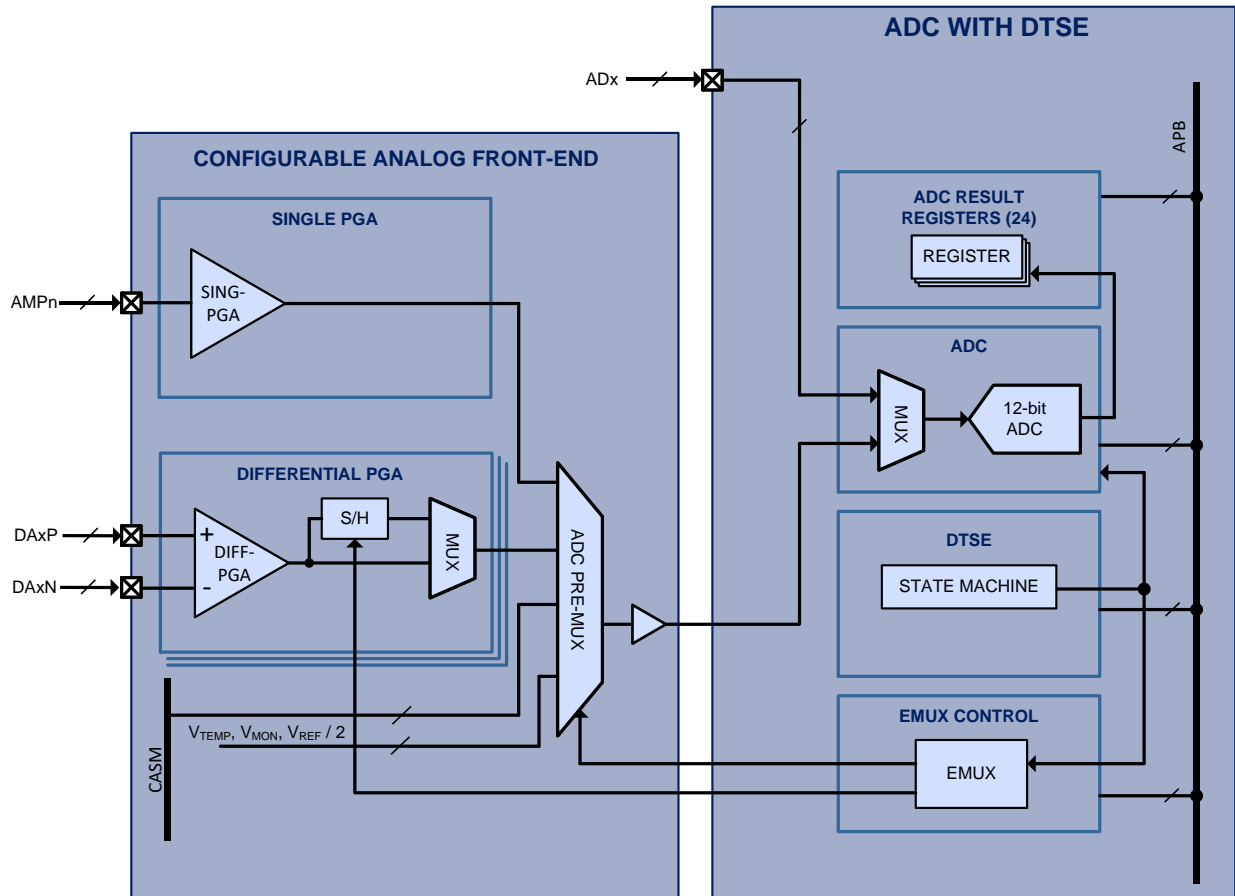 ADC WITH DTSE
ADx
APB
CONFIGURABLE ANALOG FRONT-END
SINGLE PGA
AMPn
SING-
PGA
ADC RESULT
REGISTERS (24)
REGISTER
ADC
MUX
12-bit
ADC
DIFFERENTIAL PGA
DAxP
DAxN
+
-
DIFF-
PGA
S/H
MUX
ADC PRE-MUX
DTSE
STATE MACHINE
CASM
VTEMP, VMON, VREF / 2
EMUX CONTROL
EMUX